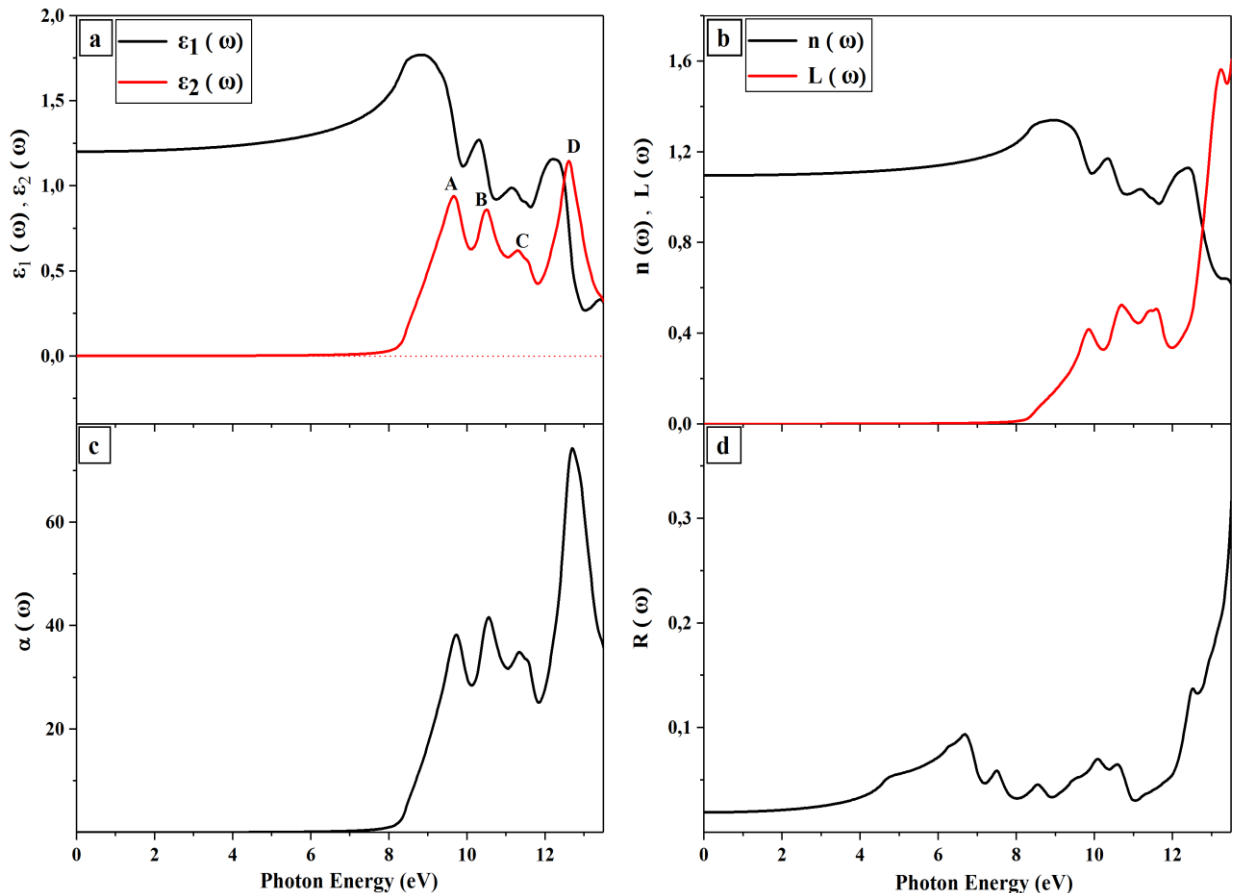 a
ε₁ ( ω)
ε₂ ( ω)
2,0
1,5
1,0
0,5
0,0
ε₁ (ω) , ε₂ (ω)
A
B
C
D
b
n (ω)
L (ω)
1,6
1,2
0,8
0,4
0,0
n (ω) , L (ω)
c
60
40
20
α ( ω)
0 2 4 6 8 10 12
Photon Energy (eV)
d
0,3
0,2
0,1
R ( ω)
0 2 4 6 8 10 12
Photon Energy (eV)